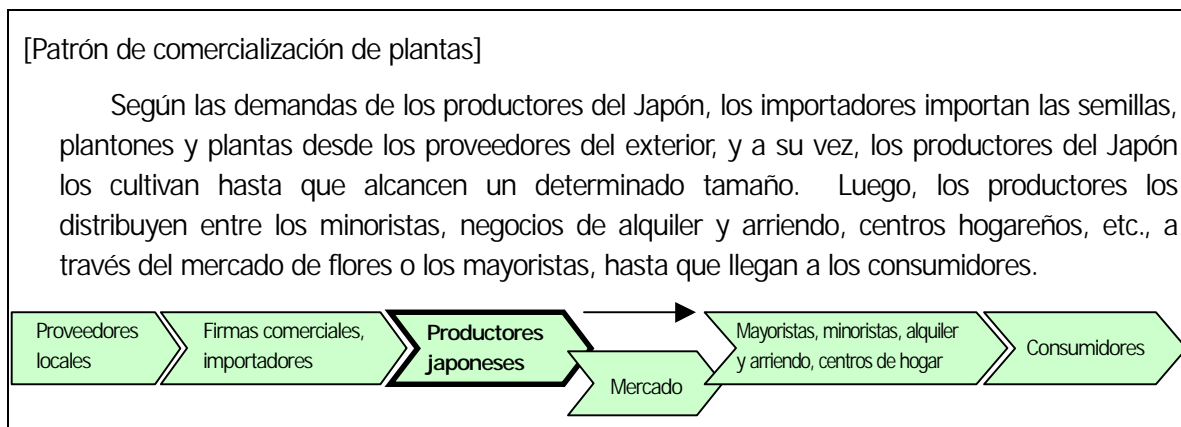 [Patrón de comercialización de plantas]
Según las demandas de los productores del Japón, los importadores importan las semillas,
plantones y plantas desde los proveedores del exterior, y a su vez, los productores del Japón
los cultivan hasta que alcancen un determinado tamaño. Luego, los productores los
distribuyen entre los minoristas, negocios de alquiler y arriendo, centros hogareños, etc., a
través del mercado de flores o los mayoristas, hasta que llegan a los consumidores.
Proveedores
locales
Firmas comerciales,
importadores
Productores
japoneses
Mercado
Mayoristas, minoristas, alquiler
y arriendo, centros de hogar
Consumidores